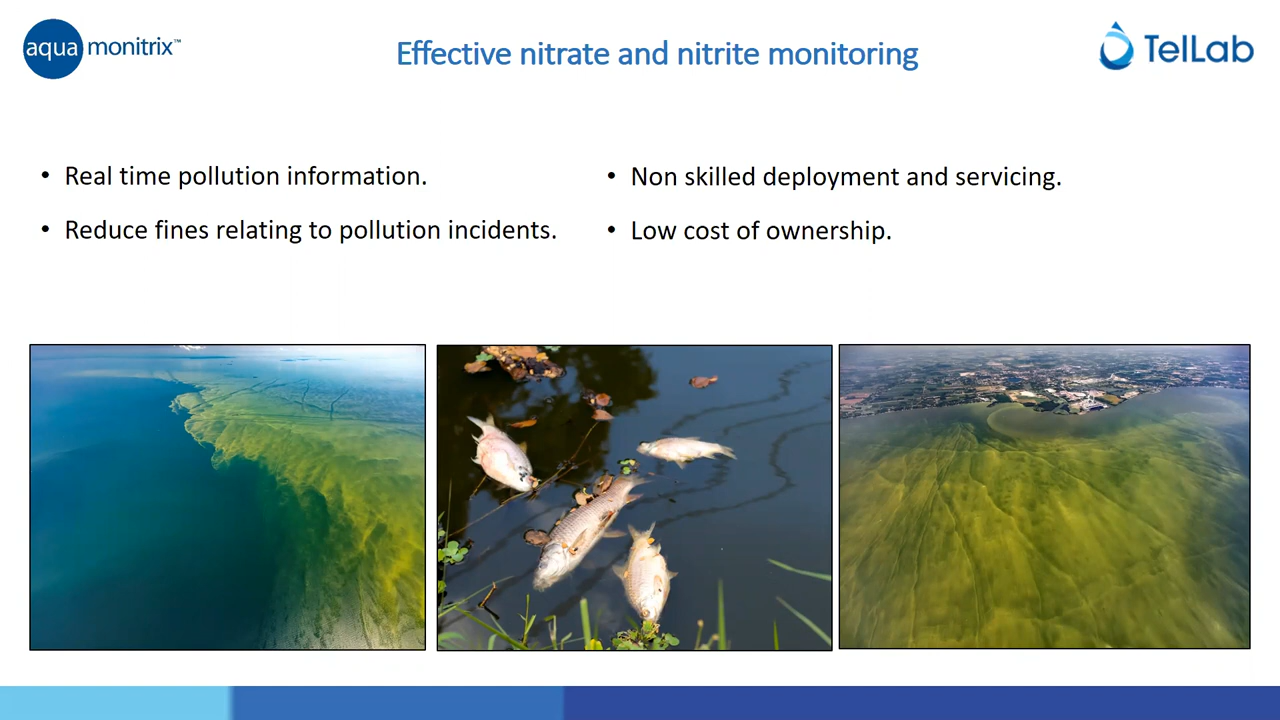 aqua monitrix™
Effective nitrate and nitrite monitoring
TelLab
• Real time pollution information.
• Reduce fines relating to pollution incidents.
• Non skilled deployment and servicing.
• Low cost of ownership.